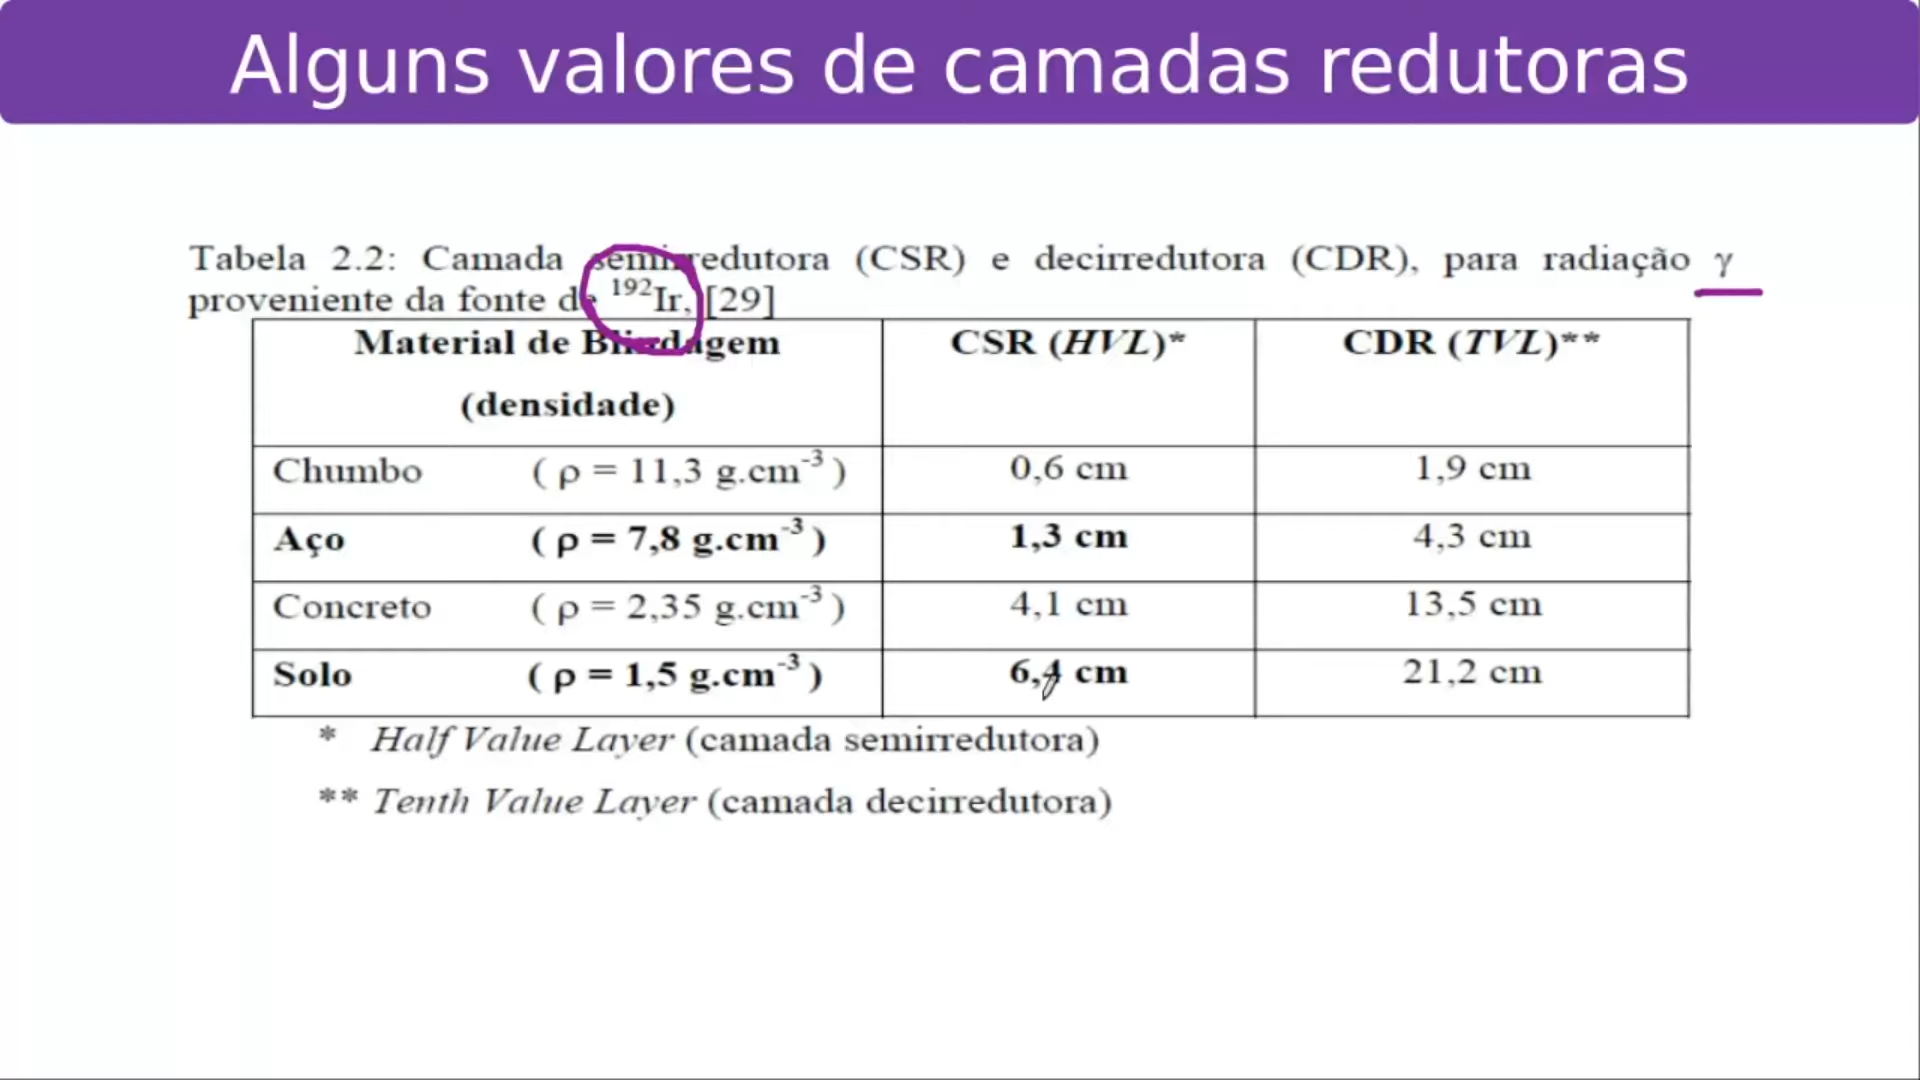 Alguns valores de camadas redutoras
Tabela 2.2: Camada semirredutora (CSR) e decirredutora (CDR), para radiação γ
proveniente da fonte de ¹⁹²Ir, [29]
Material de Blindagem (densidade) CSR (HVL)* CDR (TVL)**
Chumbo ( ρ = 11,3 g.cm⁻³ ) 0,6 cm 1,9 cm
Aço ( ρ = 7,8 g.cm⁻³ ) 1,3 cm 4,3 cm
Concreto ( ρ = 2,35 g.cm⁻³ ) 4,1 cm 13,5 cm
Solo ( ρ = 1,5 g.cm⁻³ ) 6,4 cm 21,2 cm
* Half Value Layer (camada semirredutora)
** Tenth Value Layer (camada decirredutora)